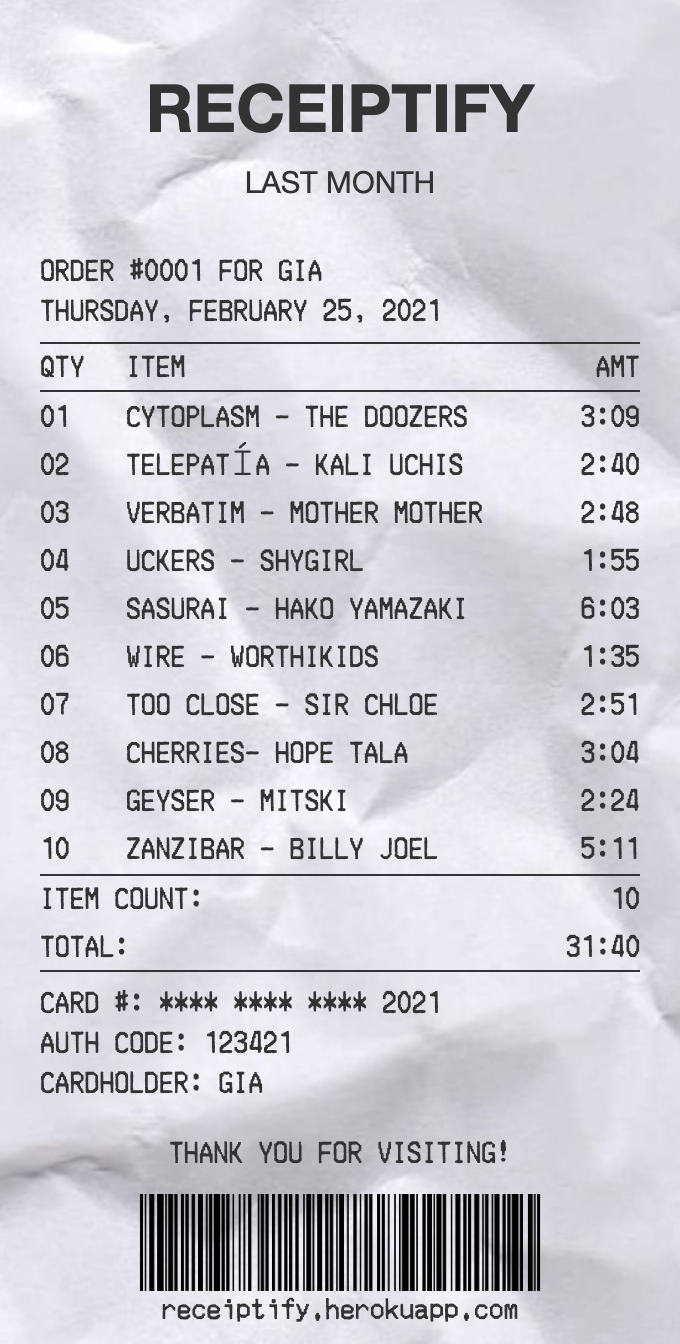 RECEIPTIFY
LAST MONTH
ORDER #0001 FOR GIA
THURSDAY, FEBRUARY 25, 2021
QTY ITEM AMT
01 CYTOPLASM - THE DOOZERS 3:09
02 TELEPATÍA - KALI UCHIS 2:40
03 VERBATIM - MOTHER MOTHER 2:48
04 UCKERS - SHYGIRL 1:55
05 SASURAI - HAKO YAMAZAKI 6:03
06 WIRE - WORTHIKIDS 1:35
07 TOO CLOSE - SIR CHLOE 2:51
08 CHERRIES- HOPE TALA 3:04
09 GEYSER - MITSKI 2:24
10 ZANZIBAR - BILLY JOEL 5:11
ITEM COUNT: 10
TOTAL: 31:40
CARD #: **** **** **** 2021
AUTH CODE: 123421
CARDHOLDER: GIA
THANK YOU FOR VISITING!
receiptify.herokuapp.com